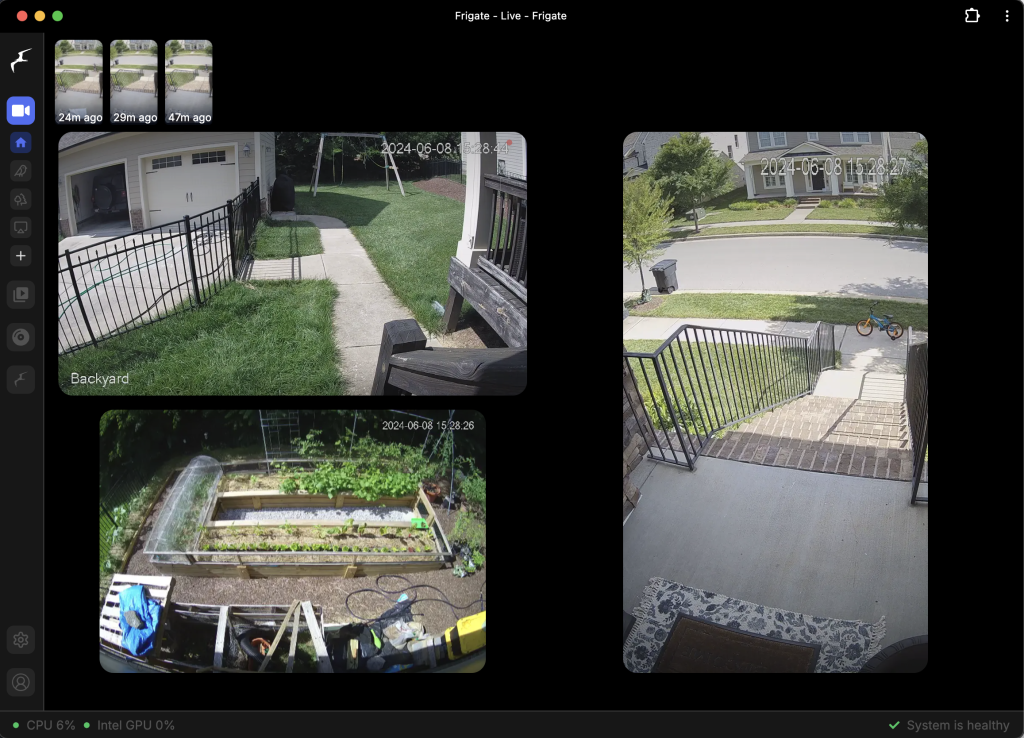 Frigate - Live - Frigate
24m ago
29m ago
47m ago
2024-06-08 15:28:44
Backyard
2024-06-08 15:28:27
2024-06-08 15:28:26
CPU 6%
Intel GPU 0%
System is healthy